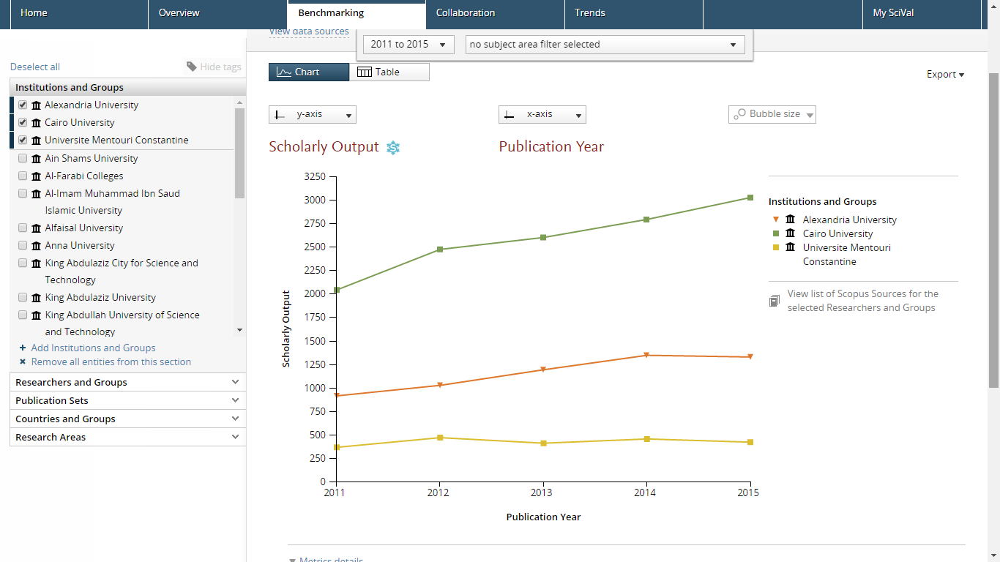 Home
Overview
Benchmarking
Collaboration
Trends
My SciVal
View data sources
2011 to 2015
no subject area filter selected
Deselect all
Hide tags
Institutions and Groups
Alexandria University
Cairo University
Universite Mentouri Constantine
Ain Shams University
Al-Farabi Colleges
Al-Imam Muhammad Ibn Saud
Islamic University
Alfaisal University
Anna University
King Abdulaziz City for Science and
Technology
King Abdulaziz University
King Abdullah University of Science
and Technology
Add Institutions and Groups
Remove all entities from this section
Researchers and Groups
Publication Sets
Countries and Groups
Research Areas
Chart
Table
Export
y-axis
x-axis
Bubble size
Scholarly Output
Publication Year
3250
3000
2750
2500
2250
2000
1750
1500
1250
1000
750
500
250
0
Scholarly Output
2011
2012
2013
2014
2015
Publication Year
Institutions and Groups
Alexandria University
Cairo University
Universite Mentouri
Constantine
View list of Scopus Sources for the
selected Researchers and Groups
Metrics details